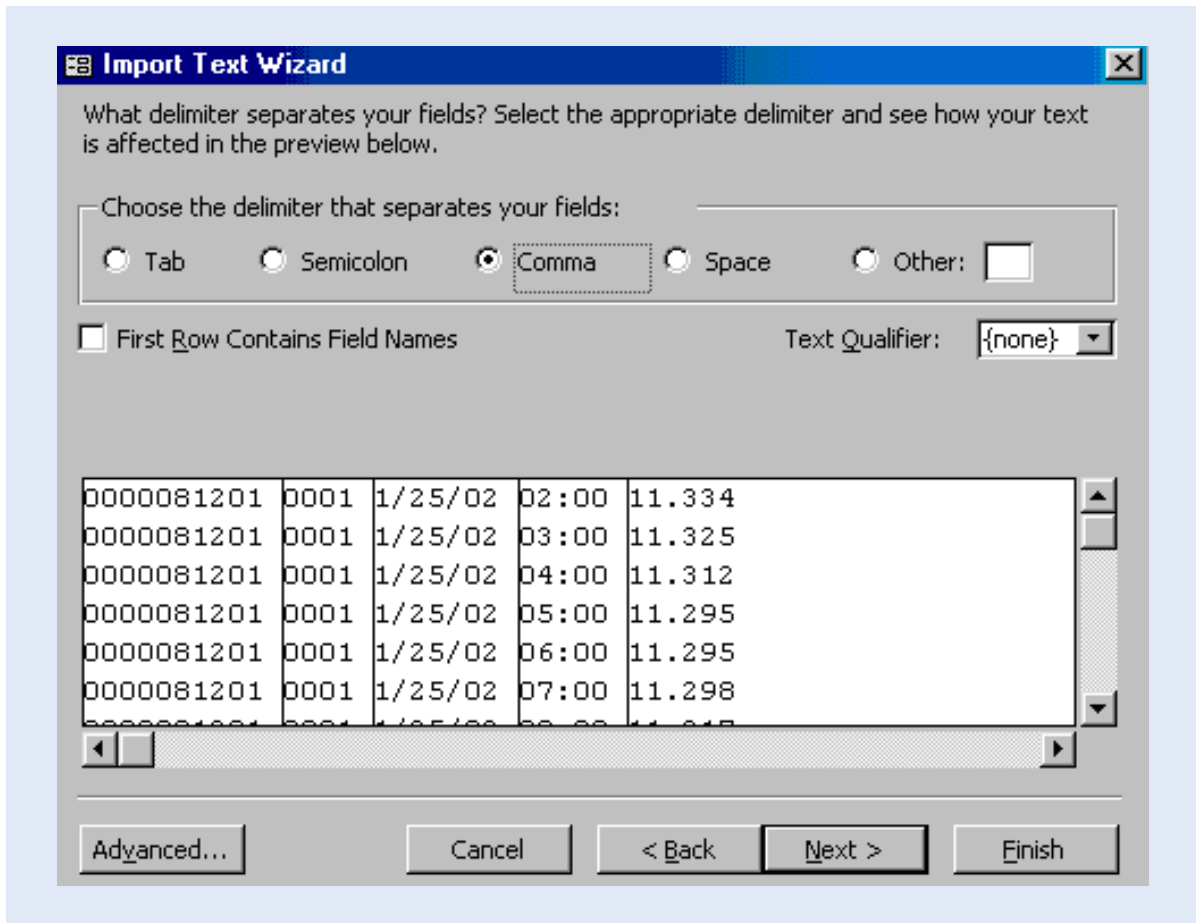 Import Text Wizard
What delimiter separates your fields? Select the appropriate delimiter and see how your text
is affected in the preview below.
Choose the delimiter that separates your fields:
Tab Semicolon Comma Space Other:
First Row Contains Field Names Text Qualifier: {none}
0000081201 0001 1/25/02 02:00 11.334
0000081201 0001 1/25/02 03:00 11.325
0000081201 0001 1/25/02 04:00 11.312
0000081201 0001 1/25/02 05:00 11.295
0000081201 0001 1/25/02 06:00 11.295
0000081201 0001 1/25/02 07:00 11.298
Advanced... Cancel < Back Next > Finish